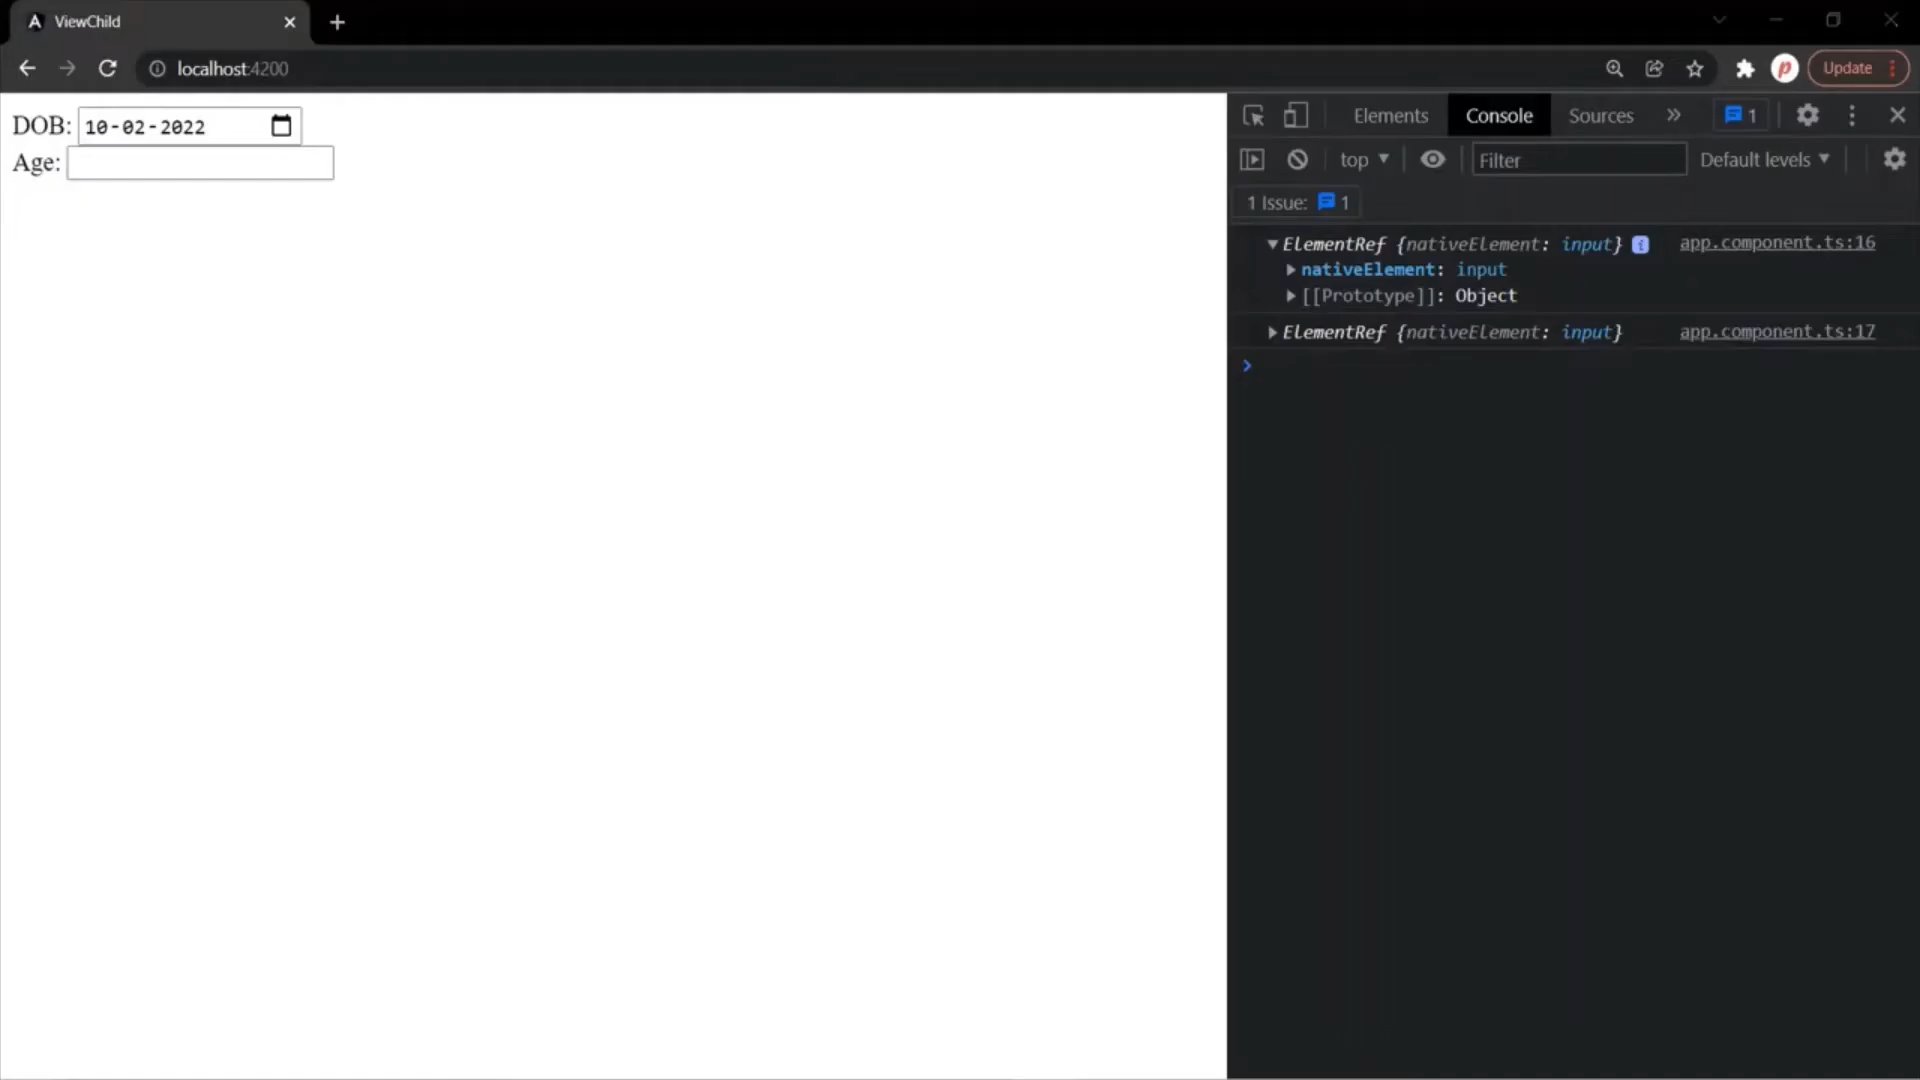 ViewChild
localhost:4200
Update
DOB: 10-02-2022
Age:
Elements Console Sources » 1
top Filter Default levels
1 Issue: 1
ElementRef {nativeElement: input} i app.component.ts:16
nativeElement: input
[[Prototype]]: Object
ElementRef {nativeElement: input} app.component.ts:17